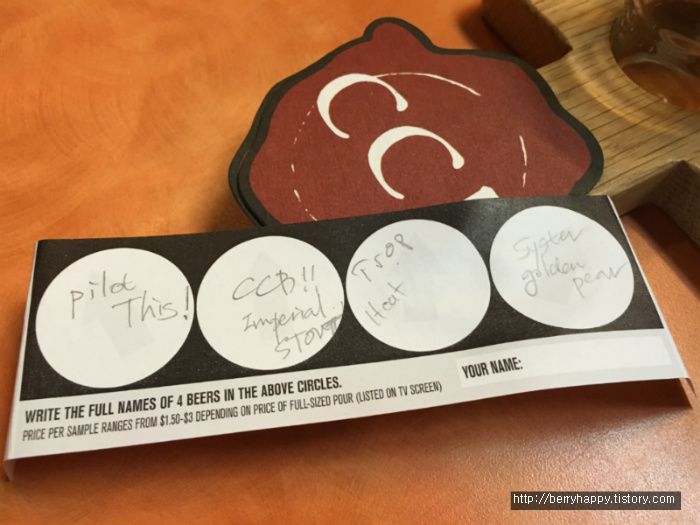 CCB
pilot
This!
CCB!!
Imperial
STOUT
Heat
System
golden
pear
WRITE THE FULL NAMES OF 4 BEERS IN THE ABOVE CIRCLES.
PRICE PER SAMPLE RANGES FROM $1.50-$3 DEPENDING ON PRICE OF FULL-SIZED POUR (LISTED ON TV SCREEN)
YOUR NAME:
http://berryhappy.tistory.com